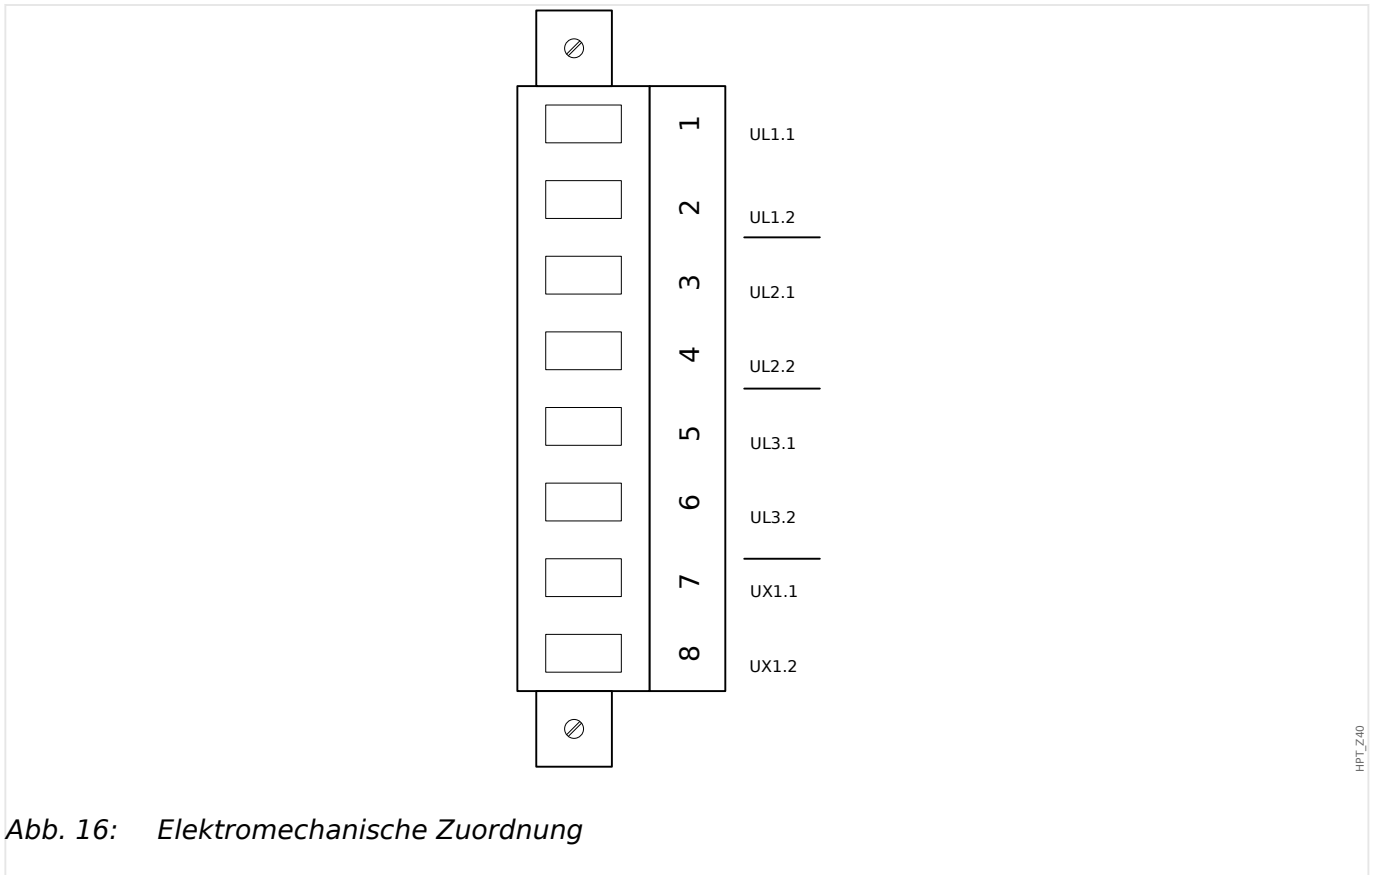 1 UL1.1
2 UL1.2
3 UL2.1
4 UL2.2
5 UL3.1
6 UL3.2
7 UX1.1
8 UX1.2
HPT_Z40
Abb. 16: Elektromechanische Zuordnung